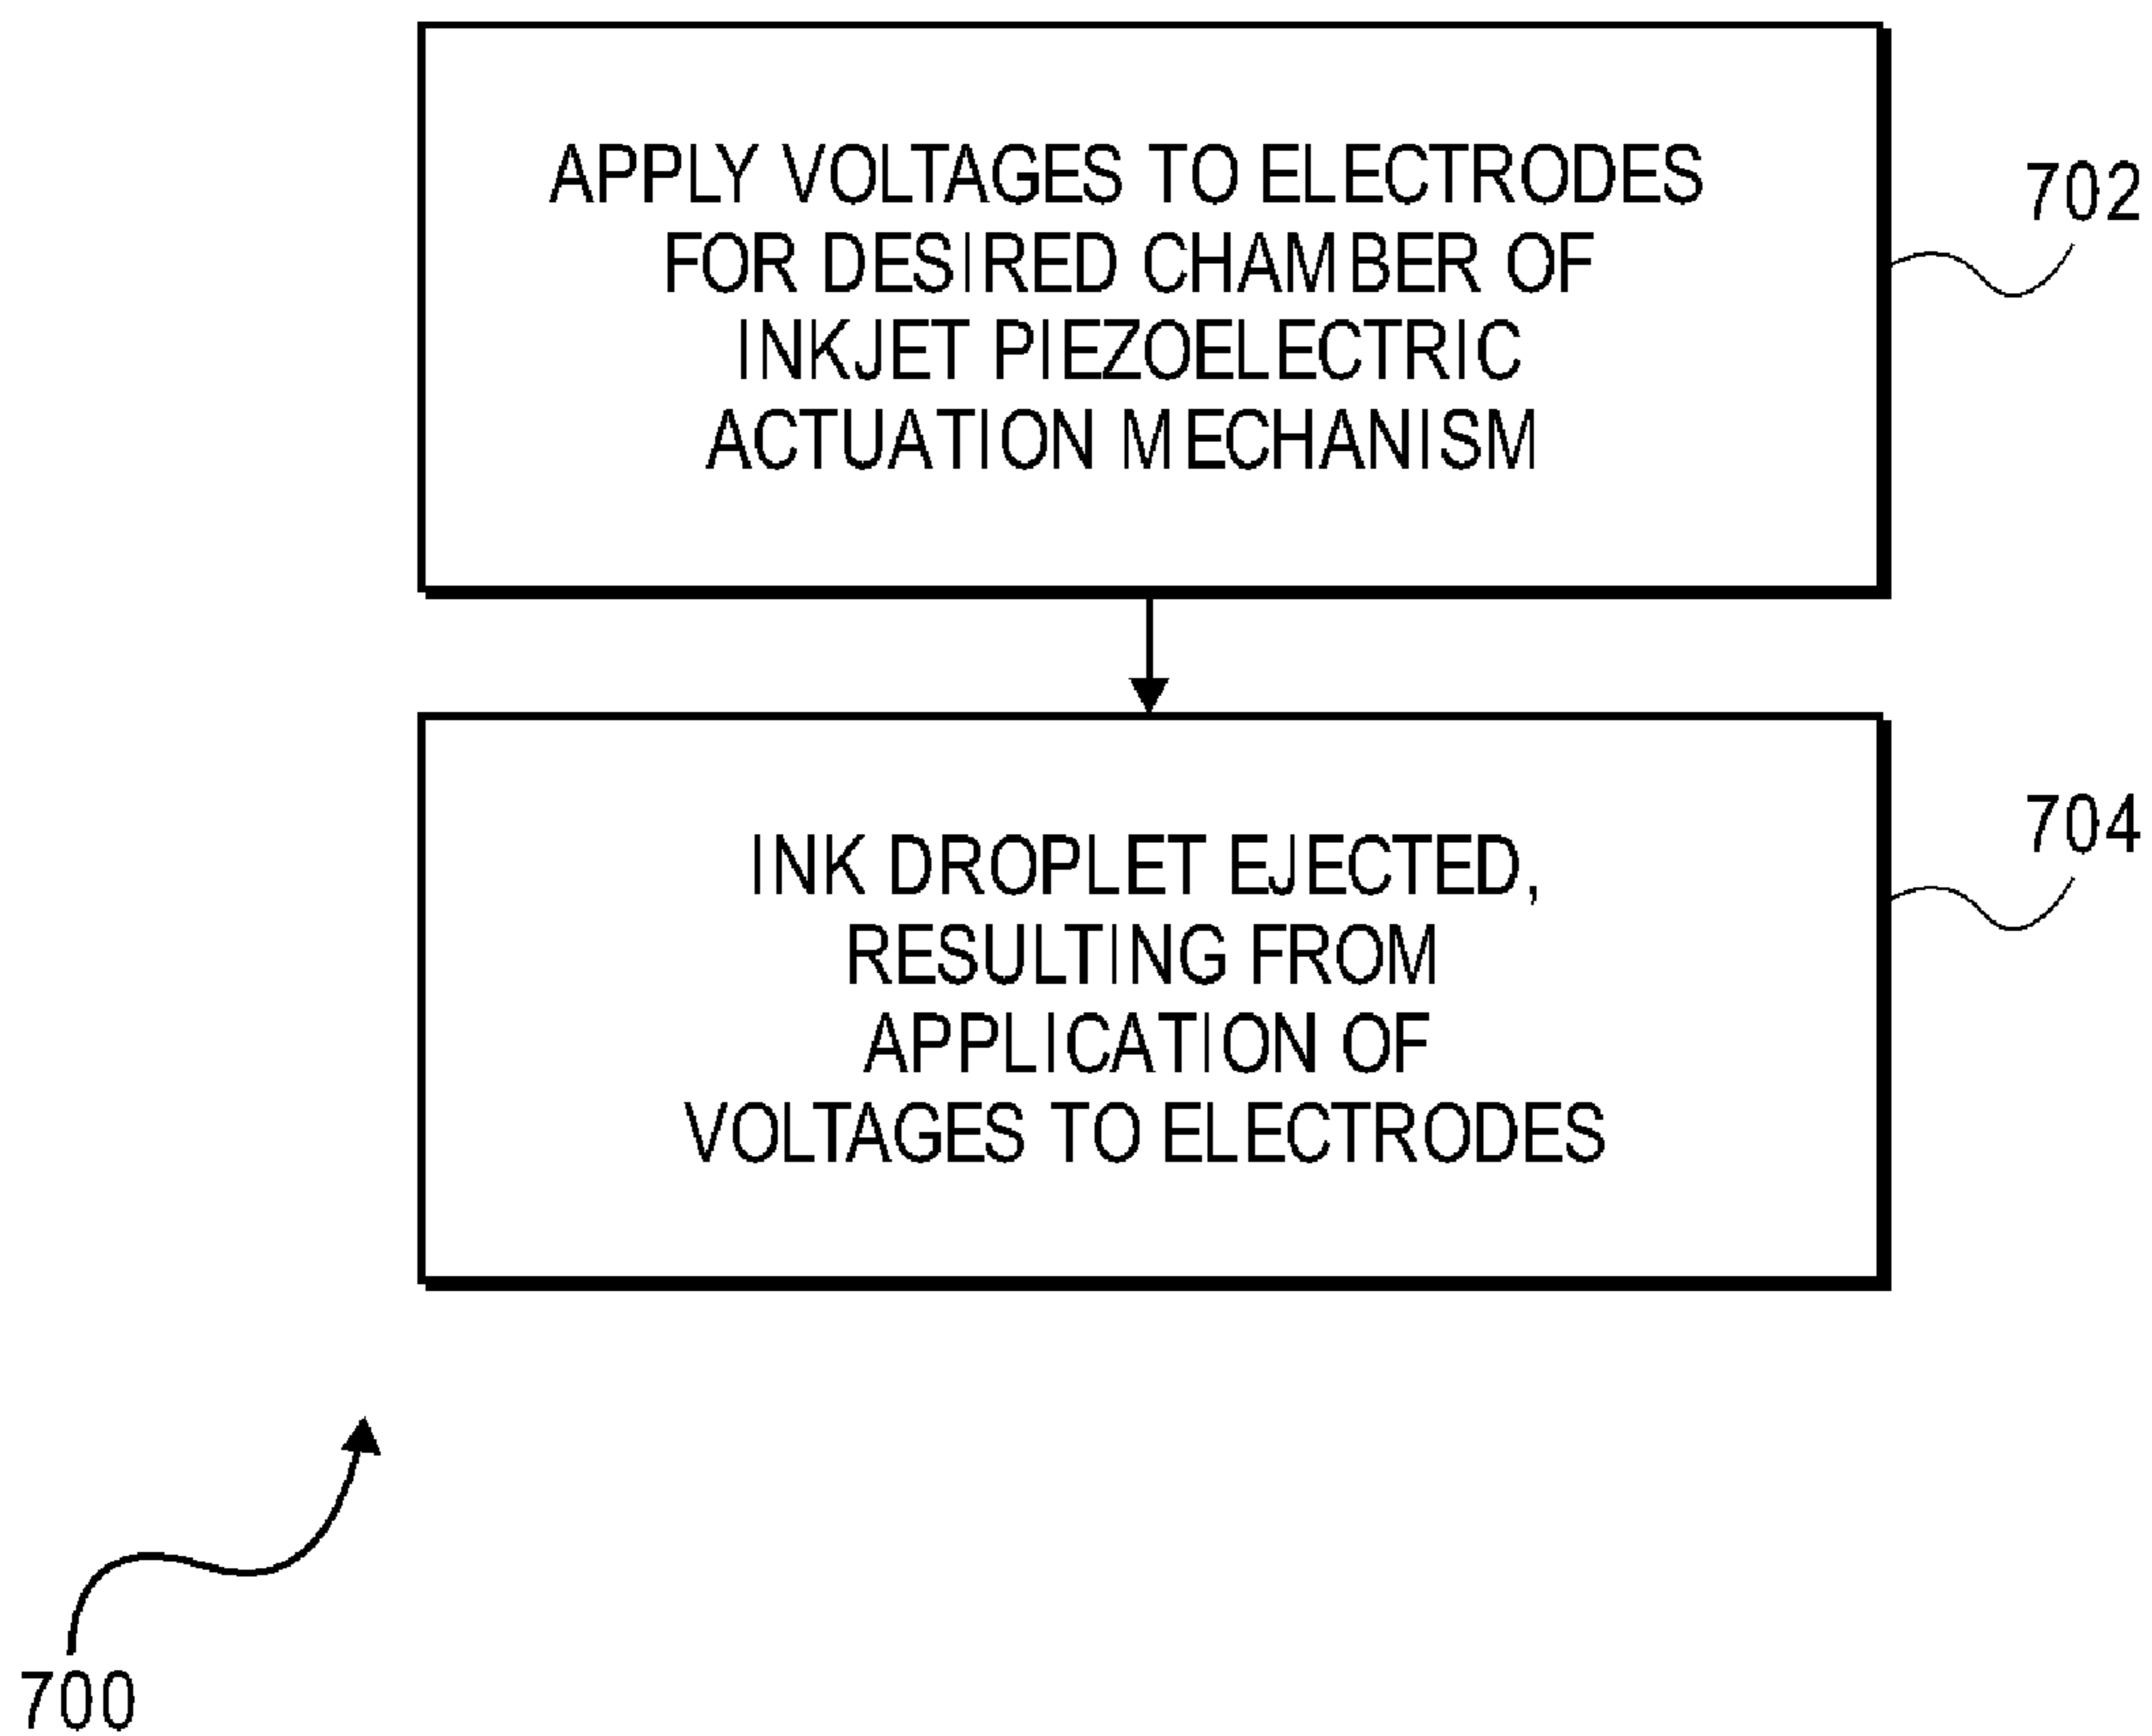 APPLY VOLTAGES TO ELECTRODES
FOR DESIRED CHAMBER OF
INKJET PIEZOELECTRIC
ACTUATION MECHANISM
702
INK DROPLET EJECTED,
RESULTING FROM
APPLICATION OF
VOLTAGES TO ELECTRODES
704
700